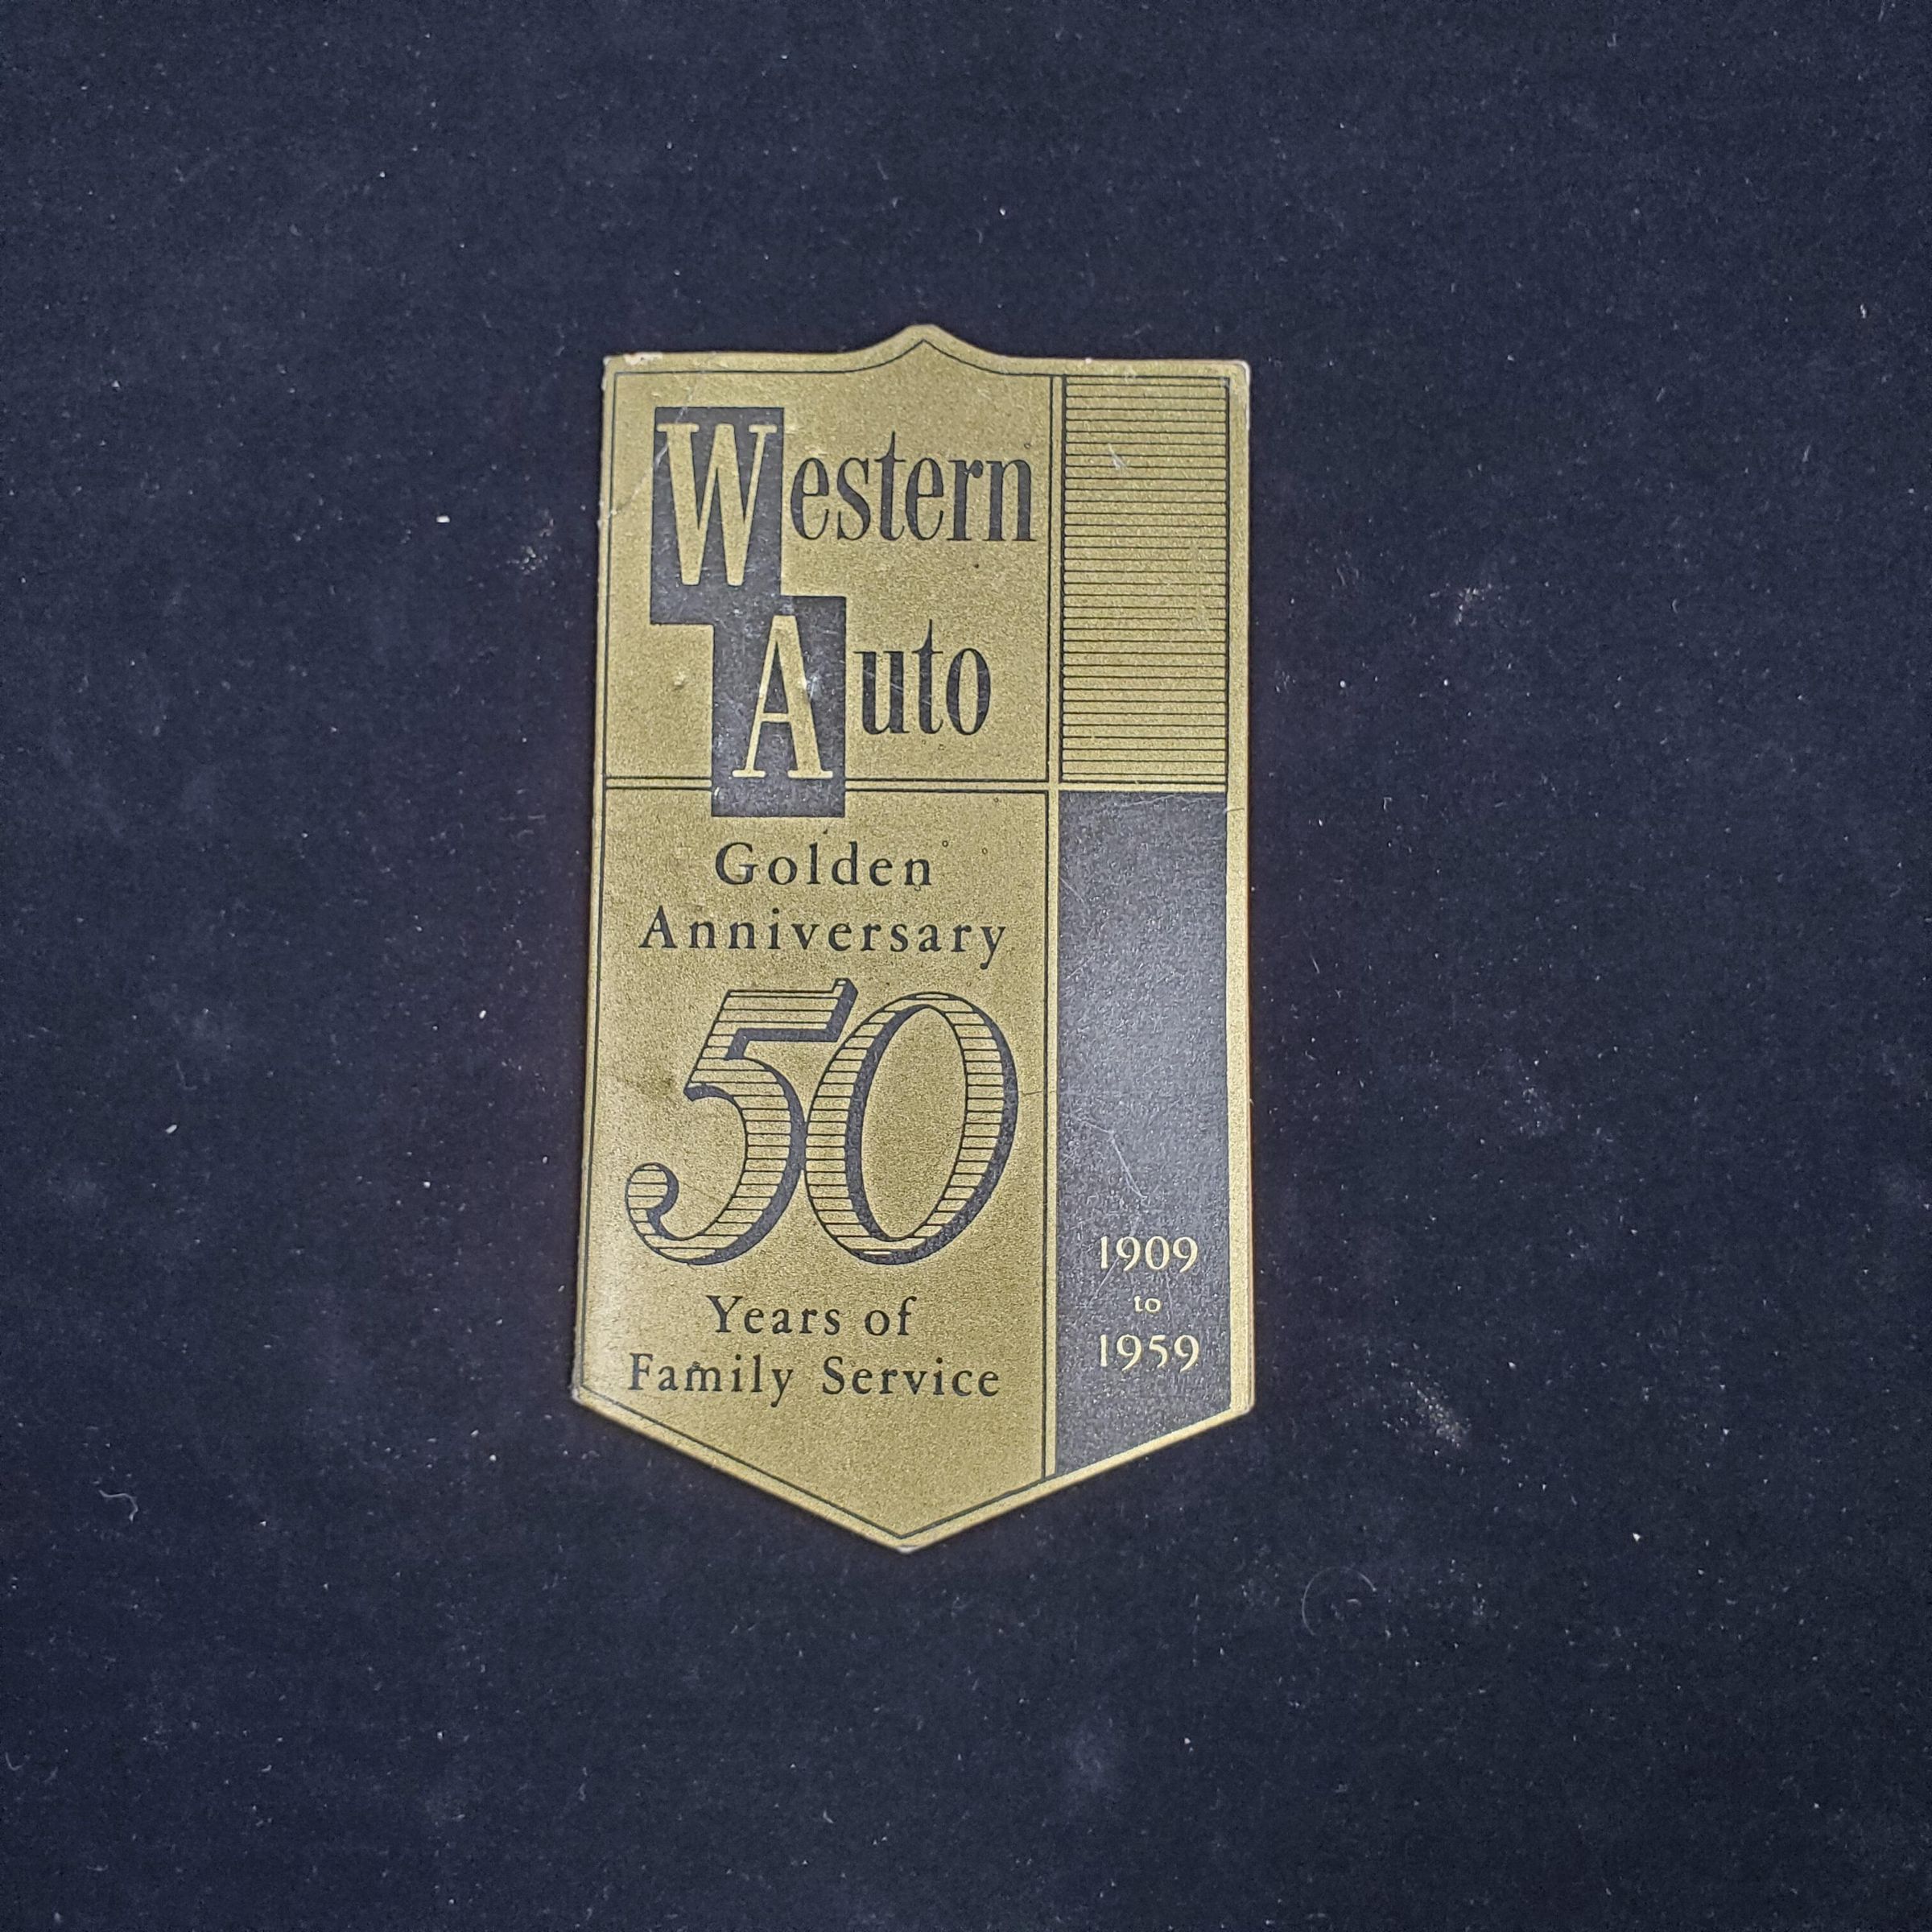 Western
Auto
Golden
Anniversary
50
Years of
Family Service
1909
to
1959